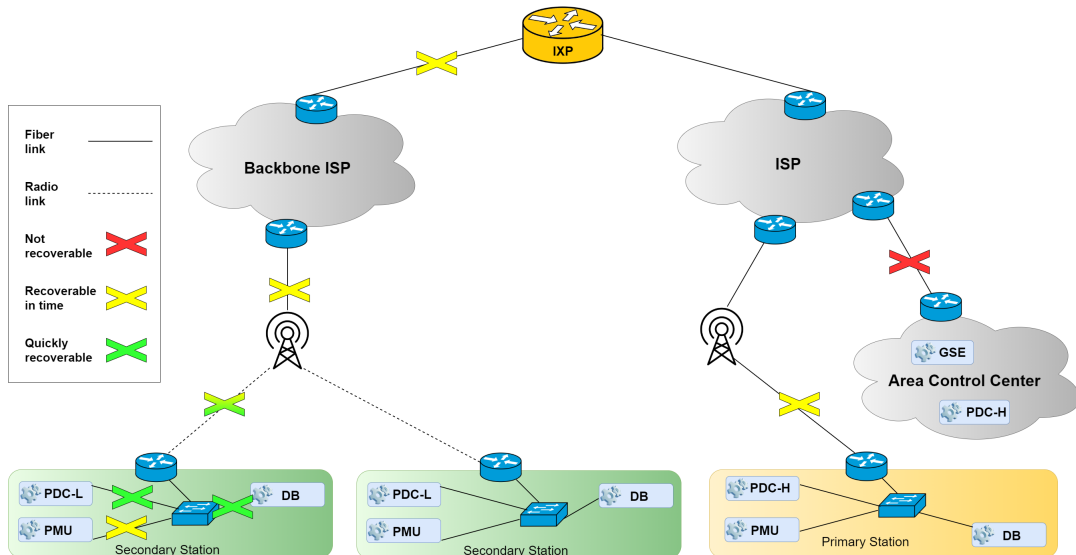 IXP
Fiber
link
Radio
link
Not
recoverable
Recoverable
in time
Quickly
recoverable
Backbone ISP
ISP
GSE
Area Control Center
PDC-H
PDC-L
DB
PMU
Secondary Station
PDC-L
DB
PMU
Secondary Station
PDC-H
PMU
DB
Primary Station